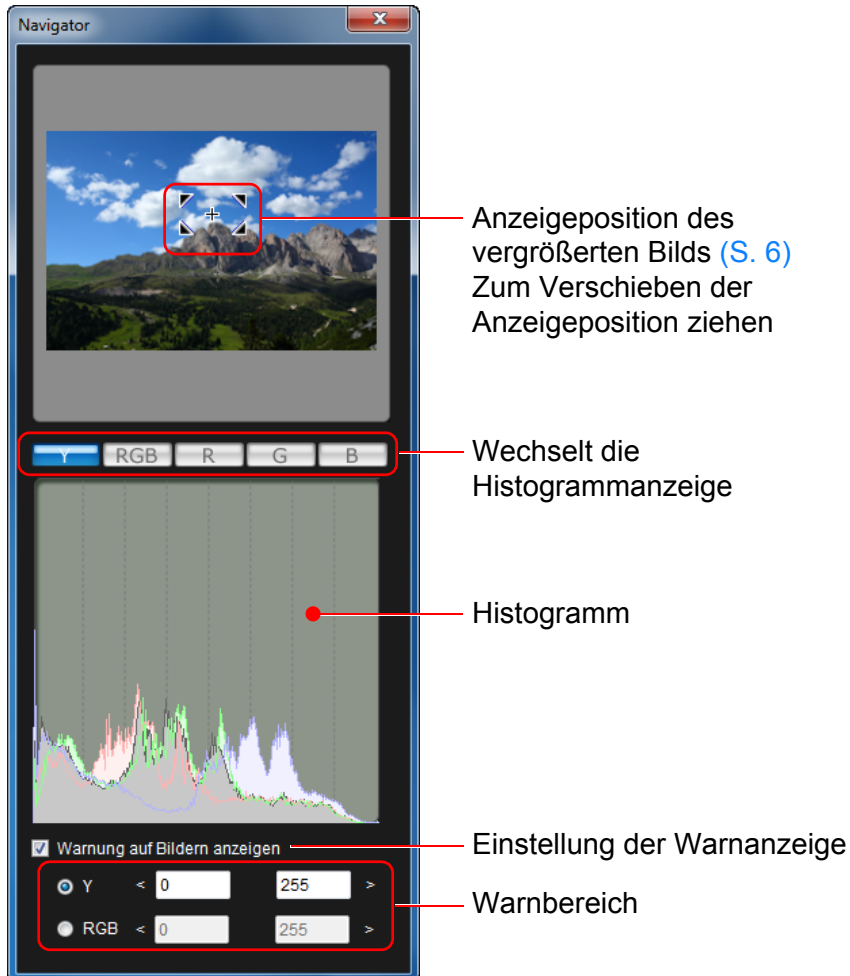 Navigator
x
Anzeigeposition des
vergrößerten Bilds (S. 6)
Zum Verschieben der
Anzeigeposition ziehen
Y RGB R G B
Wechselt die
Histogrammanzeige
Histogramm
Warnung auf Bildern anzeigen
Einstellung der Warnanzeige
Y < 0 255 >
Warnbereich
RGB < 0 255 >